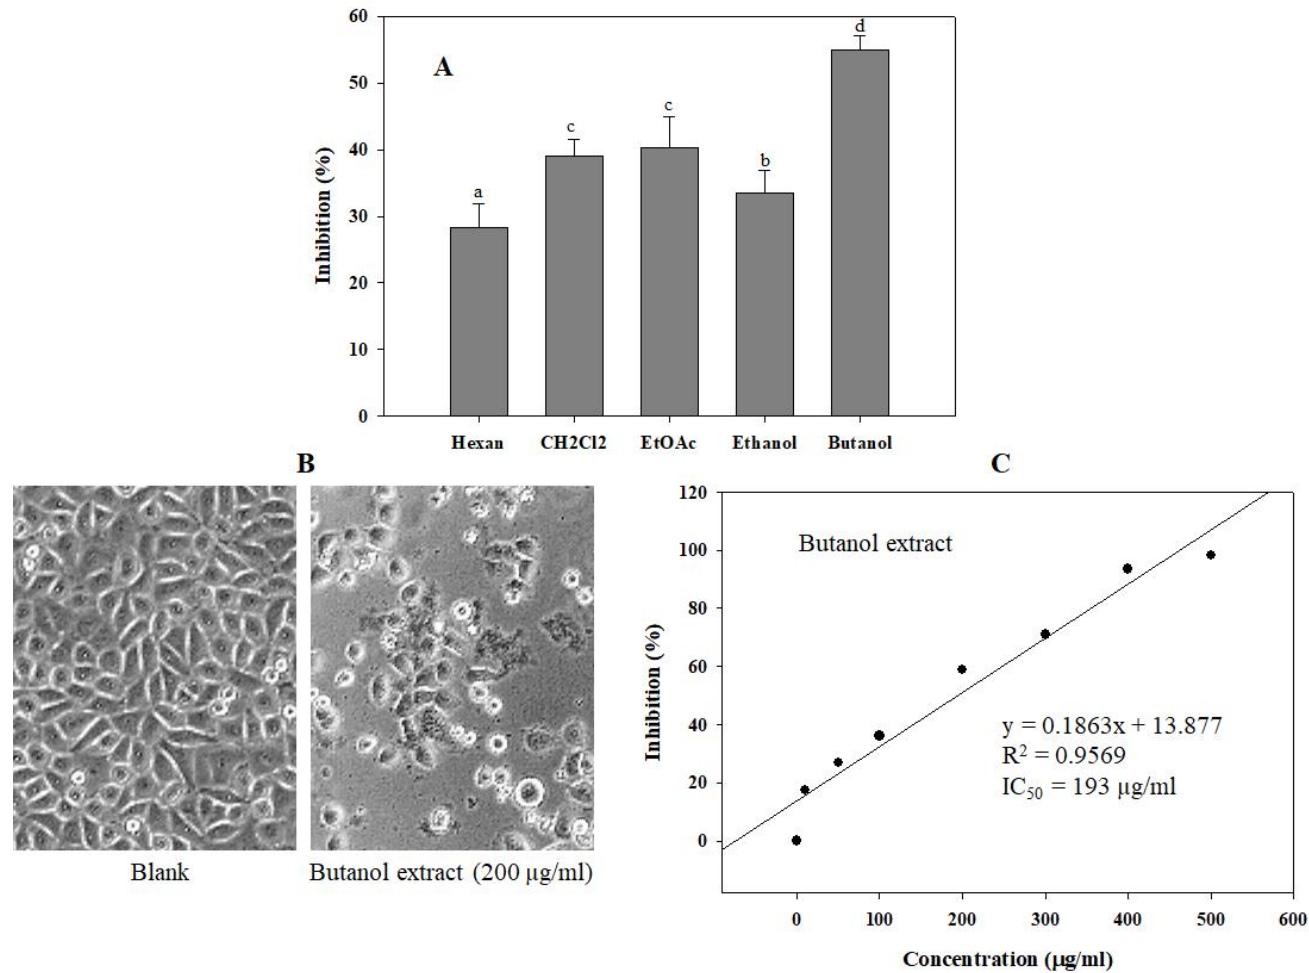 A
Inhibition (%)
60
50
40
30
20
10
0
a
c
c
b
d
Hexan CH2Cl2 EtOAc Ethanol Butanol
B
Blank
Butanol extract (200 µg/ml)
C
Butanol extract
Inhibition (%)
120
100
80
60
40
20
0
y = 0.1863x + 13.877
R² = 0.9569
IC₅₀ = 193 µg/ml
0 100 200 300 400 500 600
Concentration (µg/ml)